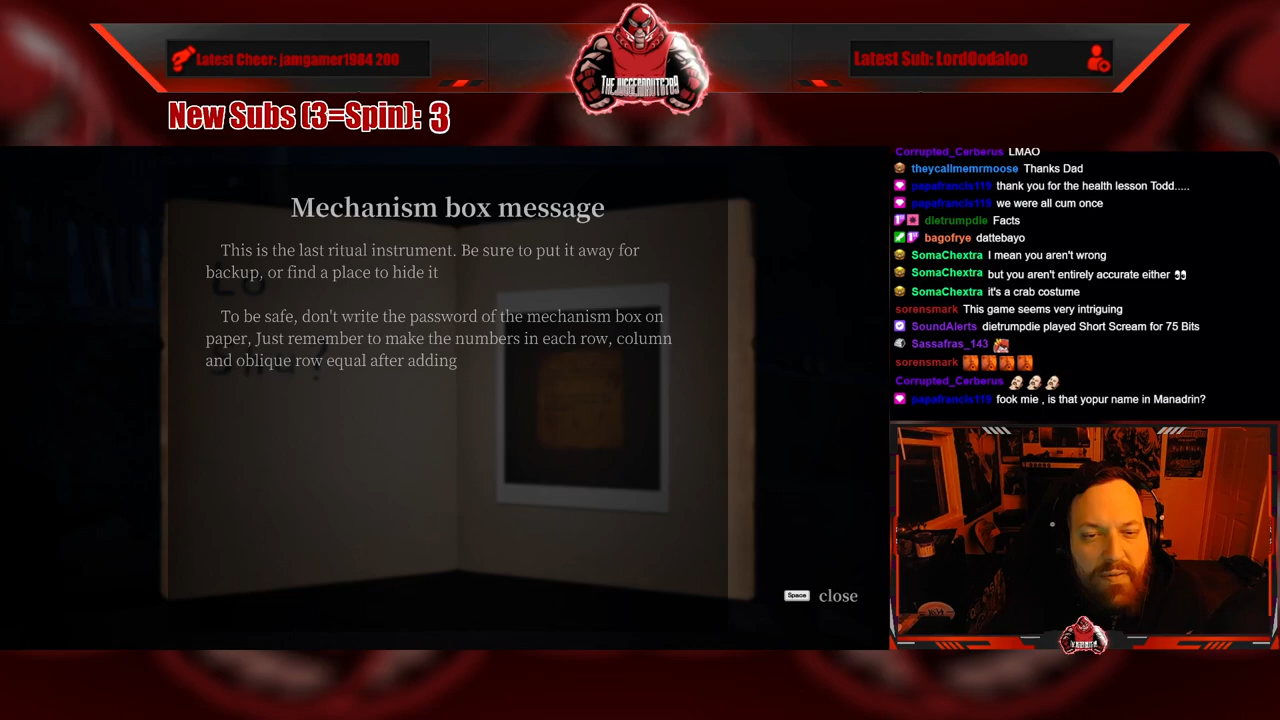 Latest Cheer: jamgamer1984 200
THEJUGGERNAUT6789
Latest Sub: LordOodaloo
New Subs (3=Spin): 3
Mechanism box message
This is the last ritual instrument. Be sure to put it away for
backup, or find a place to hide it
To be safe, don't write the password of the mechanism box on
paper, Just remember to make the numbers in each row, column
and oblique row equal after adding
Space close
Corrupted_Cerberus LMAO
theycallmemrmoose Thanks Dad
papafrancis119 thank you for the health lesson Todd.....
papafrancis119 we were all cum once
dietrumpdie Facts
bagofrye dattebayo
SomaChextra I mean you aren't wrong
SomaChextra but you aren't entirely accurate either 👀
SomaChextra it's a crab costume
sorensmark This game seems very intriguing
SoundAlerts dietrumpdie played Short Scream for 75 Bits
Sassafras_143
sorensmark
Corrupted_Cerberus
papafrancis119 fook mie , is that yopur name in Manadrin?